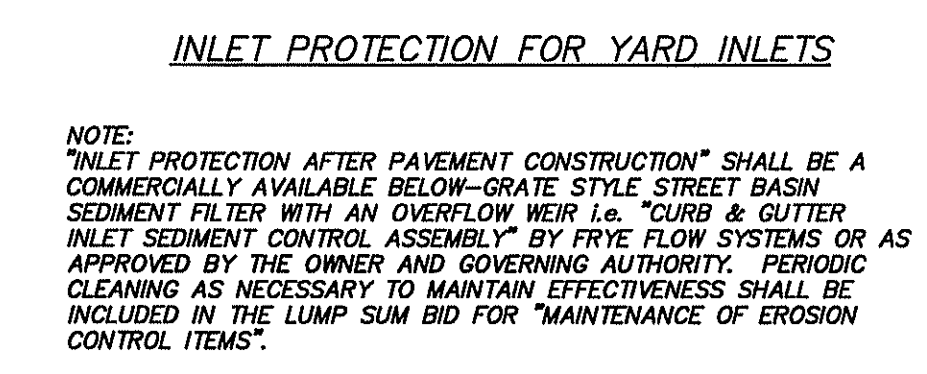 INLET PROTECTION FOR YARD INLETS
NOTE:
"INLET PROTECTION AFTER PAVEMENT CONSTRUCTION" SHALL BE A
COMMERCIALLY AVAILABLE BELOW-GRATE STYLE STREET BASIN
SEDIMENT FILTER WITH AN OVERFLOW WEIR i.e. "CURB & GUTTER
INLET SEDIMENT CONTROL ASSEMBLY" BY FRYE FLOW SYSTEMS OR AS
APPROVED BY THE OWNER AND GOVERNING AUTHORITY. PERIODIC
CLEANING AS NECESSARY TO MAINTAIN EFFECTIVENESS SHALL BE
INCLUDED IN THE LUMP SUM BID FOR "MAINTENANCE OF EROSION
CONTROL ITEMS".